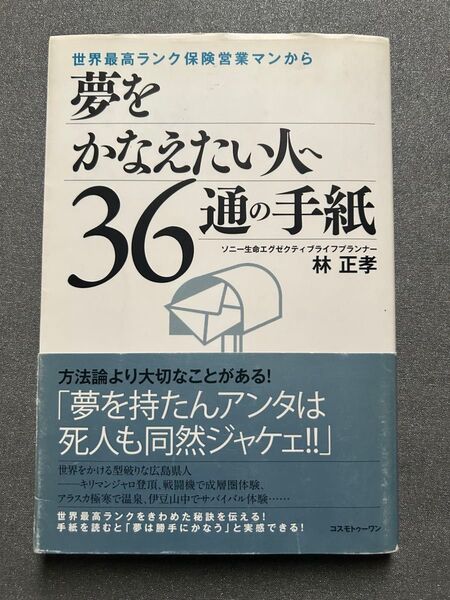 世界最高ランク保険営業マンから
夢を
かなえたい人へ
36通の手紙
ソニー生命エグゼクティブライフプランナー
林 正孝
方法論より大切なことがある!
「夢を持たんアンタは
死人も同然ジャケェ!!」
世界をかける型破りな広島県人
――キリマンジャロ登頂、戦闘機で成層圏体験、
アラスカ極寒で温泉、伊豆山中でサバイバル体験……
世界最高ランクをきわめた秘訣を伝える!
手紙を読むと「夢は勝手にかなう」と実感できる!
コスモトゥーワン